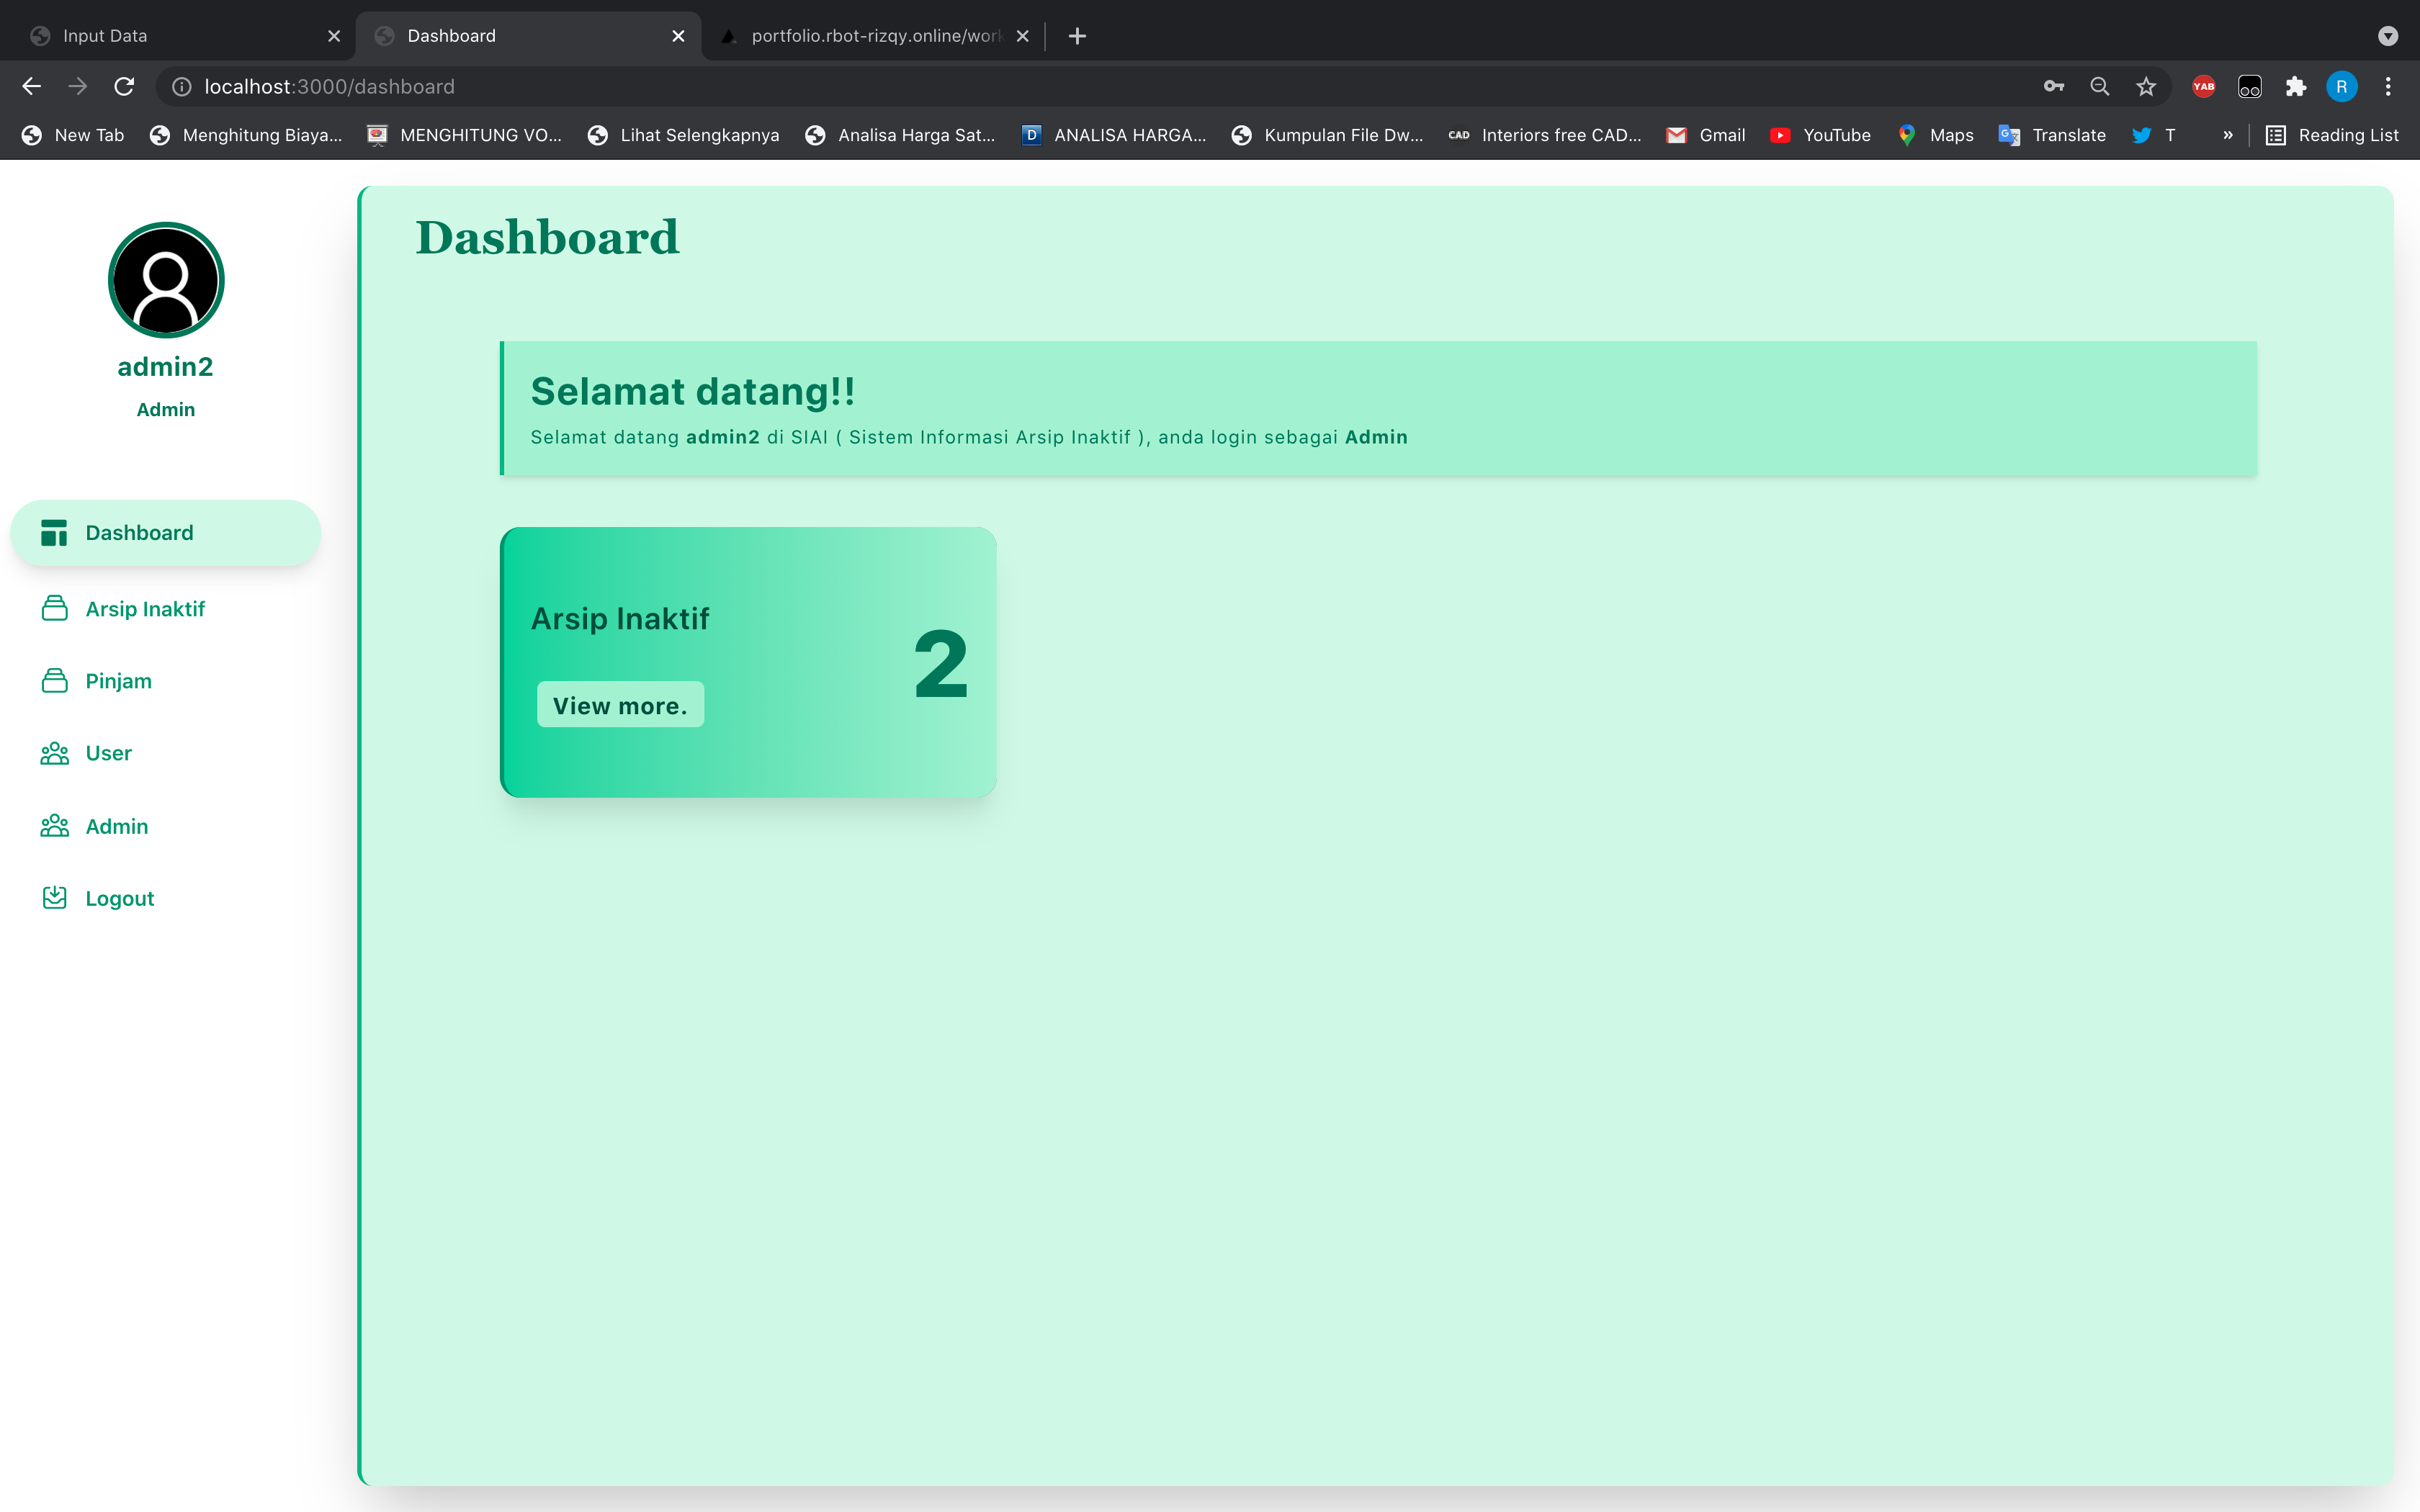 Input Data
Dashboard
portfolio.rbot-rizqy.online/work
localhost:3000/dashboard
YAB
R
New Tab
Menghitung Biaya...
MENGHITUNG VO...
Lihat Selengkapnya
Analisa Harga Sat...
D
ANALISA HARGA...
Kumpulan File Dw...
CAD
Interiors free CAD...
Gmail
YouTube
Maps
Translate
T
»
Reading List
admin2
Admin
Dashboard
Arsip Inaktif
Pinjam
User
Admin
Logout
Dashboard
Selamat datang!!
Selamat datang admin2 di SIAI ( Sistem Informasi Arsip Inaktif ), anda login sebagai Admin
Arsip Inaktif
2
View more.